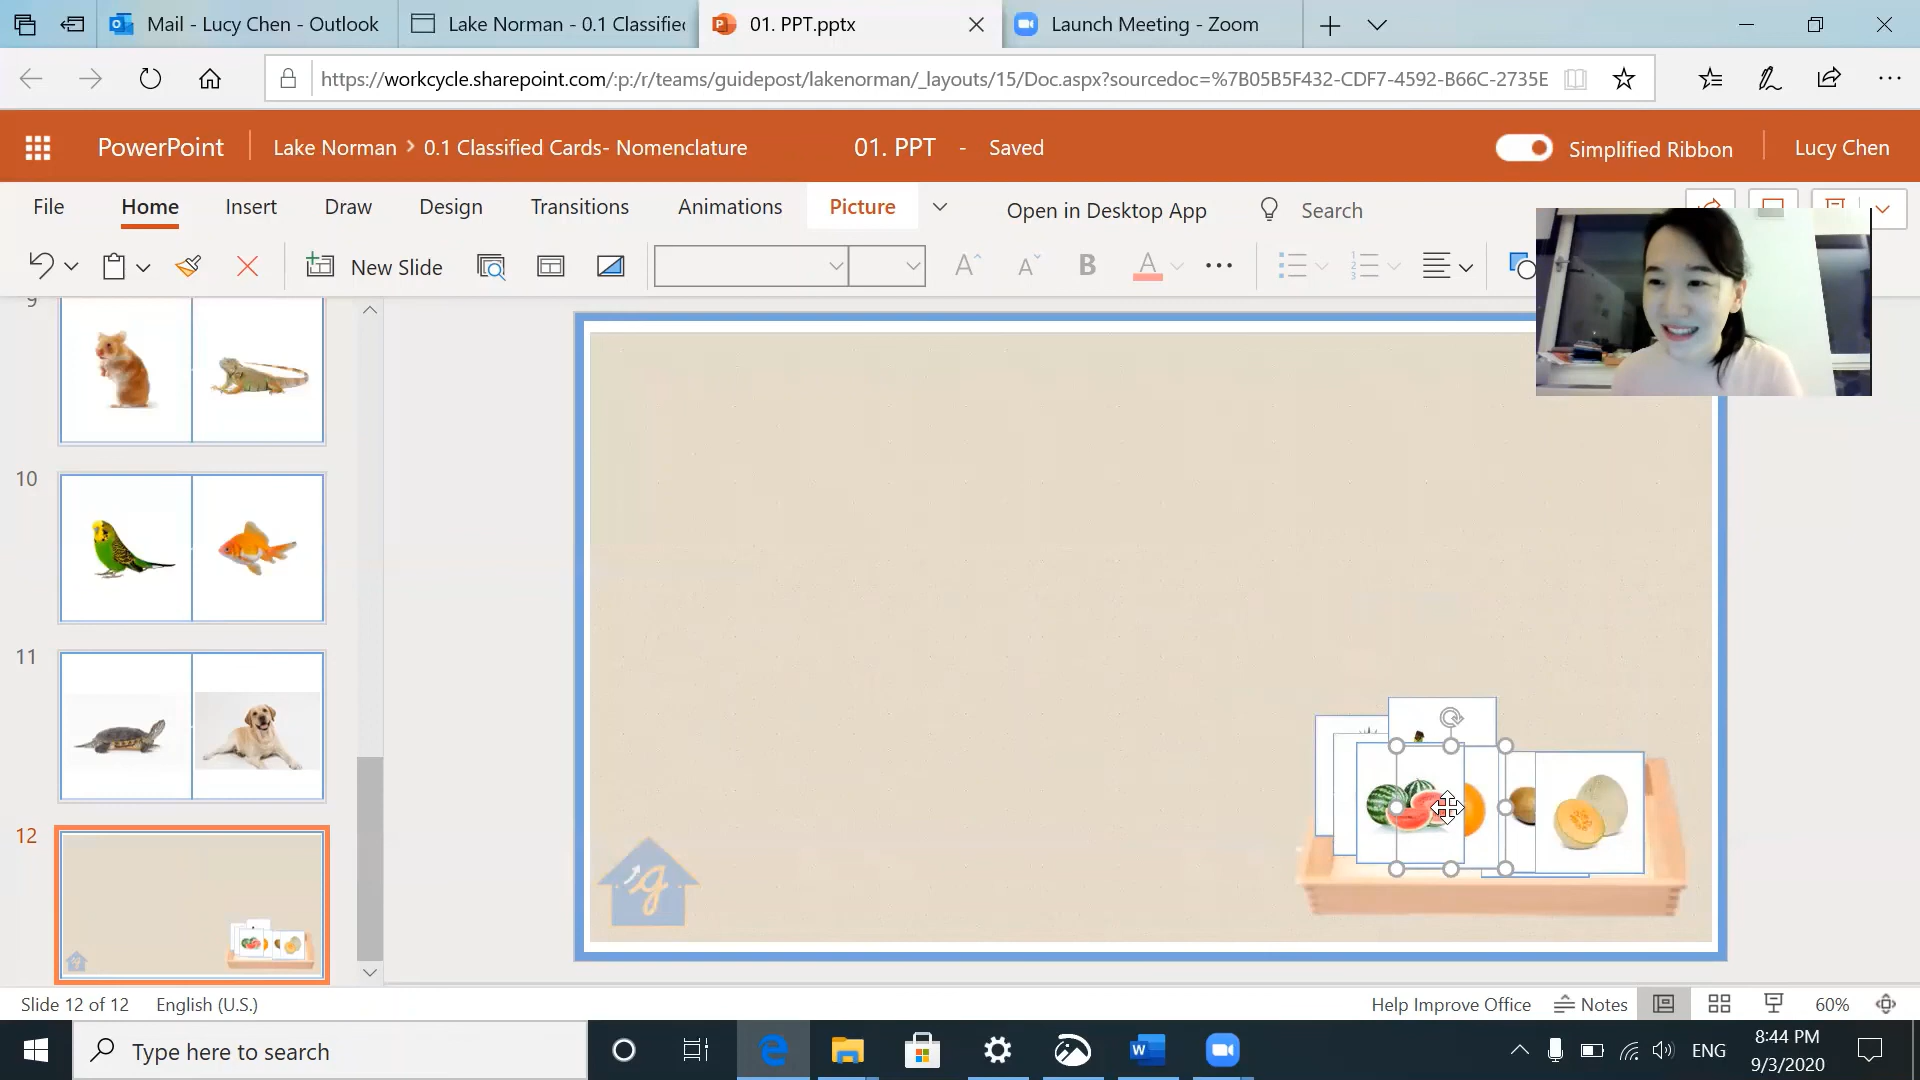 Mail - Lucy Chen - Outlook
Lake Norman - 0.1 Classified
01. PPT.pptx
Launch Meeting - Zoom
https://workcycle.sharepoint.com/:p:/r/teams/guidepost/lakenorman/_layouts/15/Doc.aspx?sourcedoc=%7B05B5F432-CDF7-4592-B66C-2735E
PowerPoint
Lake Norman > 0.1 Classified Cards- Nomenclature
01. PPT - Saved
Simplified Ribbon
Lucy Chen
File
Home
Insert
Draw
Design
Transitions
Animations
Picture
Open in Desktop App
Search
New Slide
9
10
11
12
Slide 12 of 12
English (U.S.)
Help Improve Office
Notes
60%
Type here to search
ENG
8:44 PM
9/3/2020